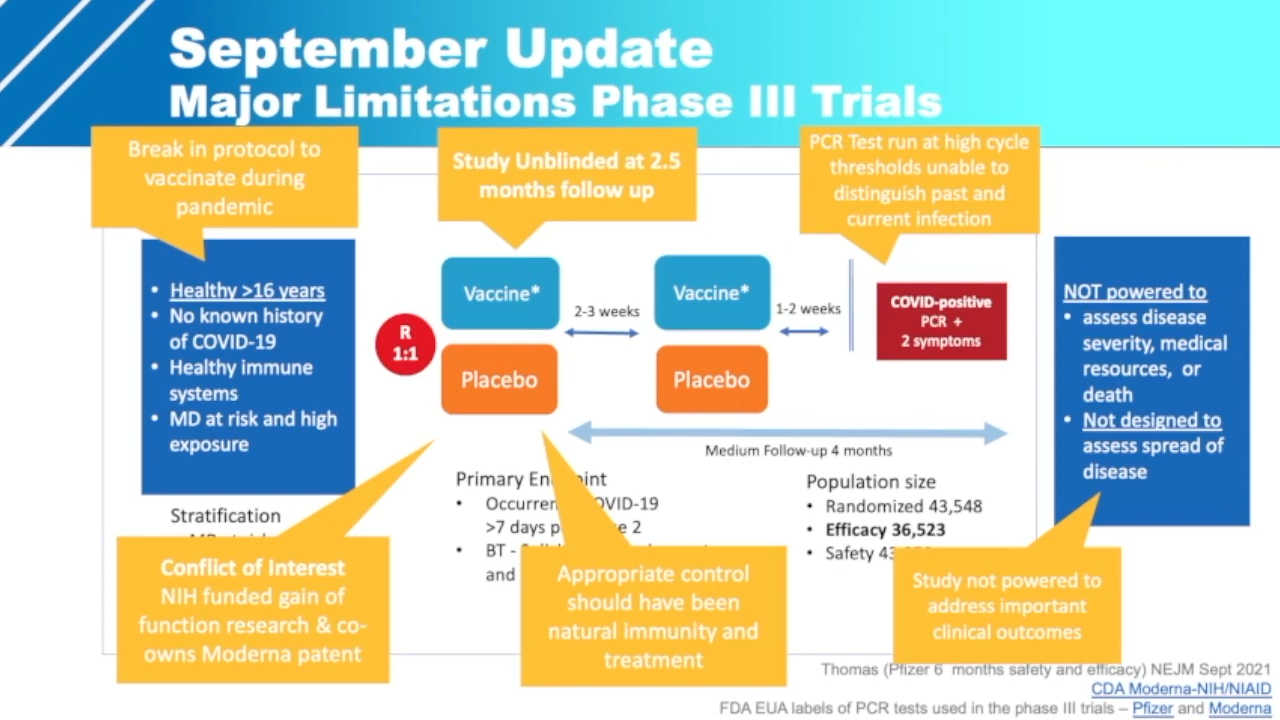 September Update
Major Limitations Phase III Trials
Break in protocol to
vaccinate during
pandemic
Study Unblinded at 2.5
months follow up
PCR Test run at high cycle
thresholds unable to
distinguish past and
current infection
• Healthy >16 years
• No known history
of COVID-19
• Healthy immune
systems
• MD at risk and high
exposure
R
1:1
Vaccine*
Placebo
2-3 weeks
Vaccine*
Placebo
1-2 weeks
COVID-positive
PCR +
2 symptoms
NOT powered to
• assess disease
severity, medical
resources, or
death
• Not designed to
assess spread of
disease
Medium Follow-up 4 months
Stratification
Primary
• OVID-19
>7 days 2
• BT -
and
Population size
• Randomized 43,548
• Efficacy 36,523
• Safety
Conflict of Interest
NIH funded gain of
function research & co-
owns Moderna patent
Appropriate control
should have been
natural immunity and
treatment
Study not powered to
address important
clinical outcomes
Thomas (Pfizer 6 months safety and efficacy) NEJM Sept 2021
CDA Moderna-NIH/NIAID
FDA EUA labels of PCR tests used in the phase III trials – Pfizer and Moderna